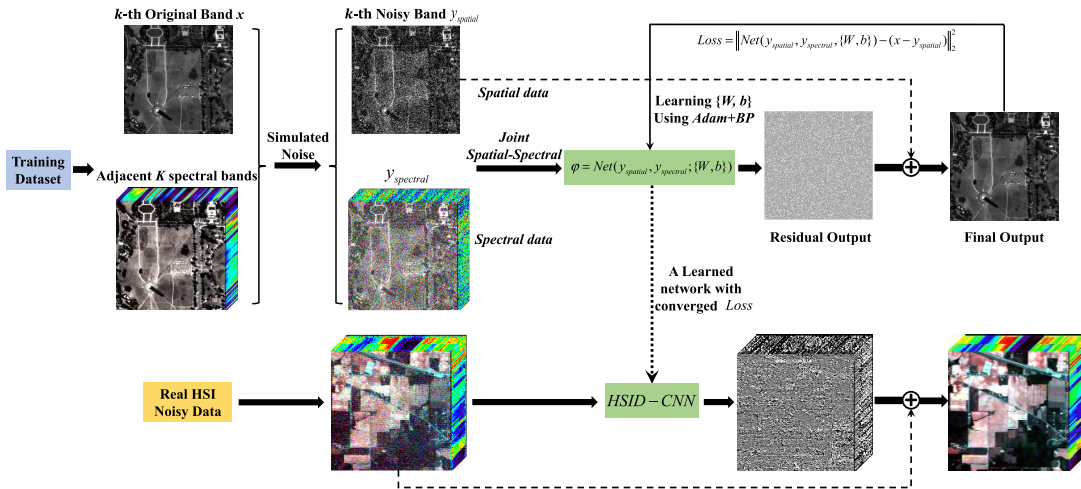 k-th Original Band x
k-th Noisy Band y_spatial
Loss = ‖Net(y_spatial, y_spectral, {W, b}) − (x − y_spatial)‖₂²
Spatial data
Learning {W, b}
Using Adam+BP
Training
Dataset
Simulated
Noise
Joint
Spatial-Spectral
φ = Net(y_spatial, y_spectral; {W, b})
Adjacent K spectral bands
y_spectral
Spectral data
Residual Output
Final Output
A Learned
network with
converged Loss
Real HSI
Noisy Data
HSID − CNN